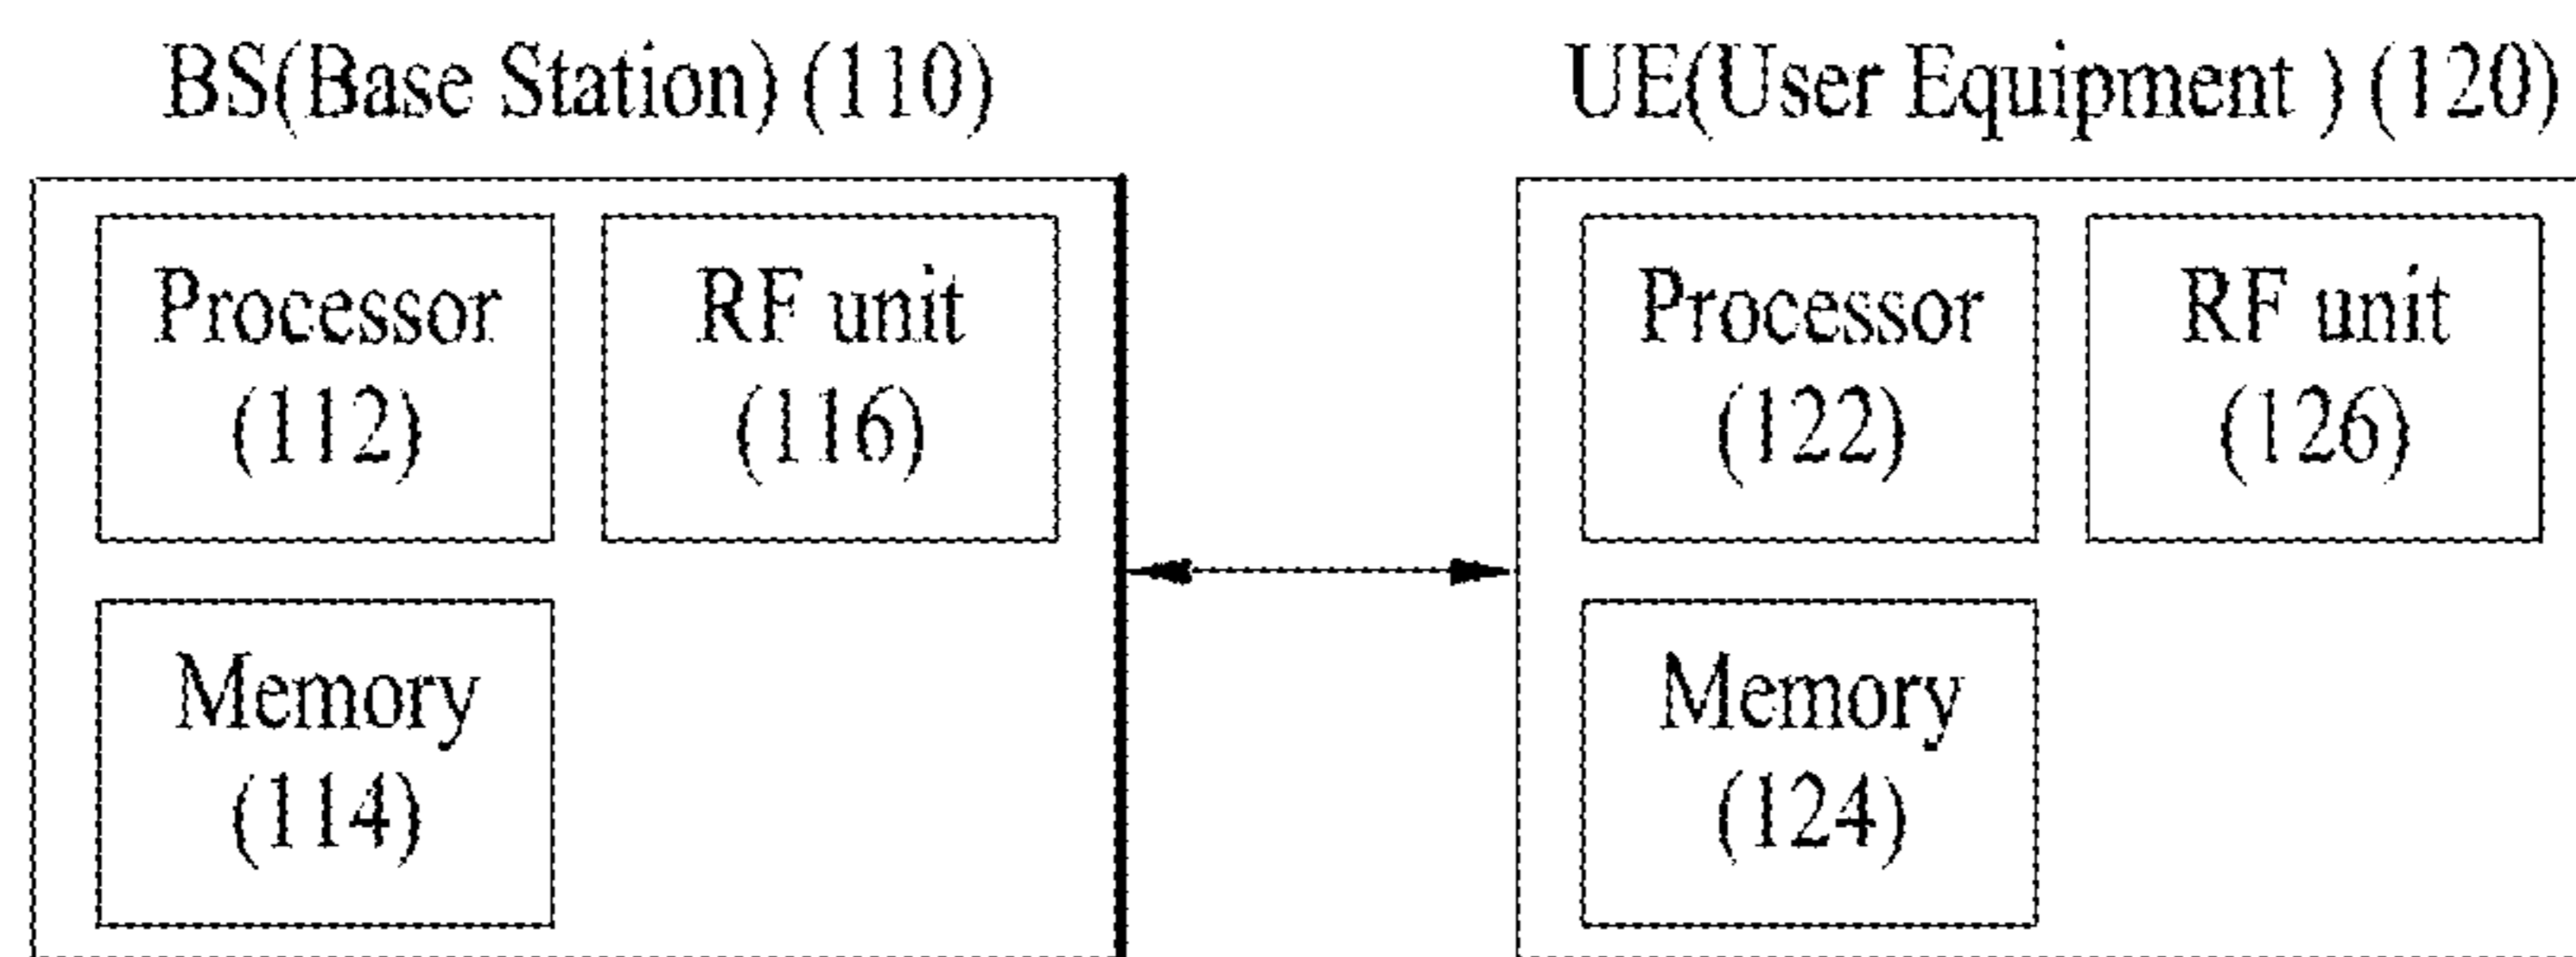 BS(Base Station) (110)
UE(User Equipment ) (120)
Processor
(112)
RF unit
(116)
Memory
(114)
Processor
(122)
RF unit
(126)
Memory
(124)